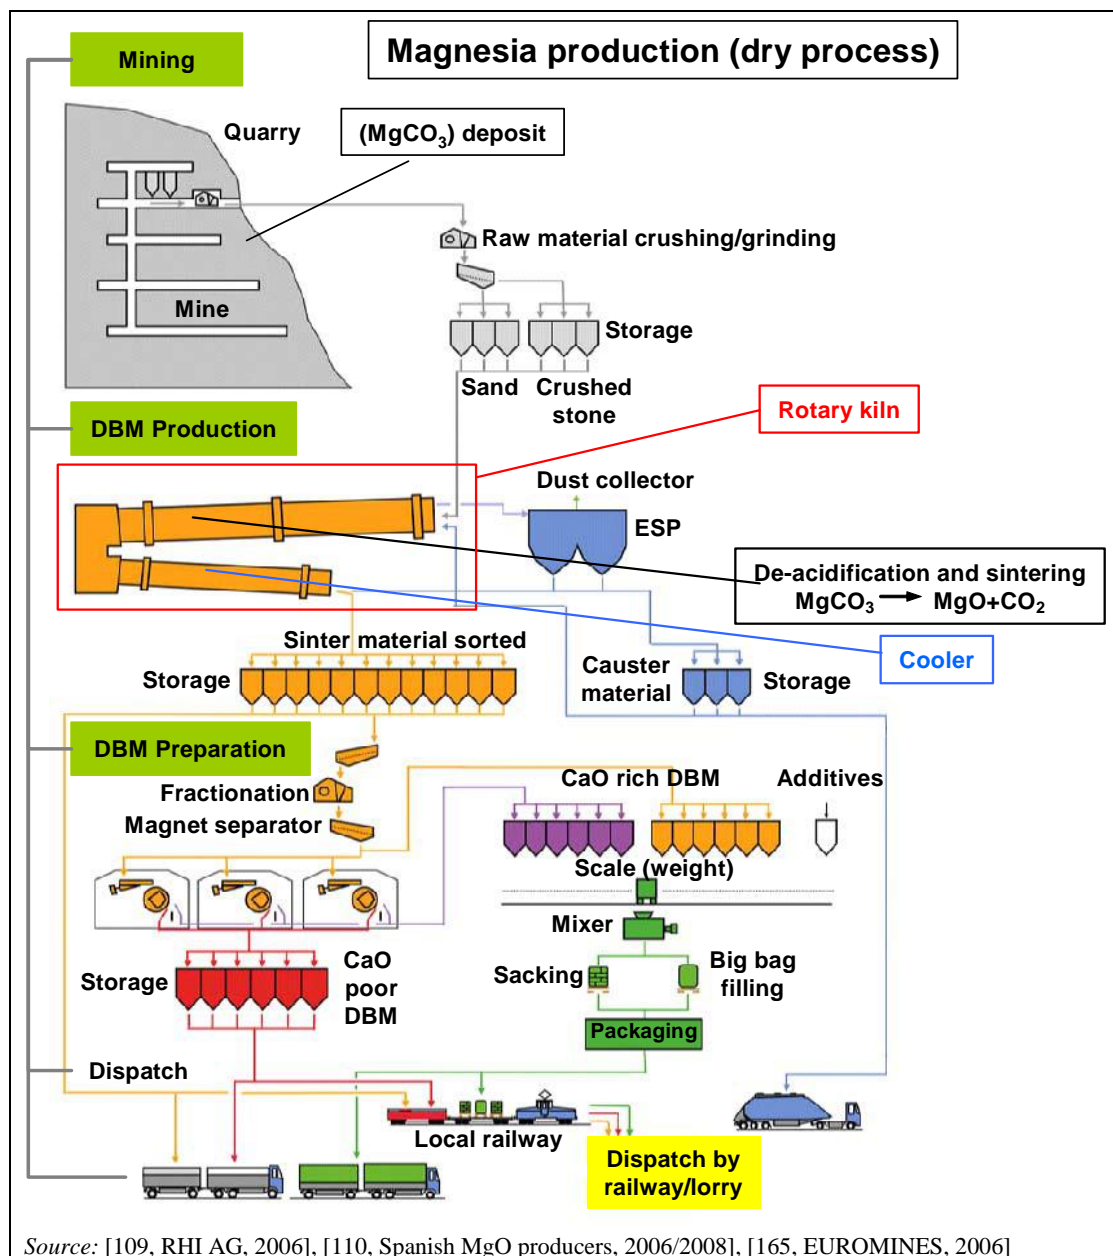 Magnesia production (dry process)
Mining
Quarry
(MgCO₃) deposit
Raw material crushing/grinding
Mine
Storage
Sand
Crushed
stone
Rotary kiln
DBM Production
Dust collector
ESP
De-acidification and sintering
MgCO₃ → MgO+CO₂
Cooler
Sinter material sorted
Storage
Causter
material
Storage
DBM Preparation
CaO rich DBM
Additives
Fractionation
Magnet separator
Scale (weight)
Mixer
Storage
CaO
poor
DBM
Sacking
Big bag
filling
Packaging
Dispatch
Local railway
Dispatch by
railway/lorry
Source: [109, RHI AG, 2006], [110, Spanish MgO producers, 2006/2008], [165, EUROMINES, 2006]